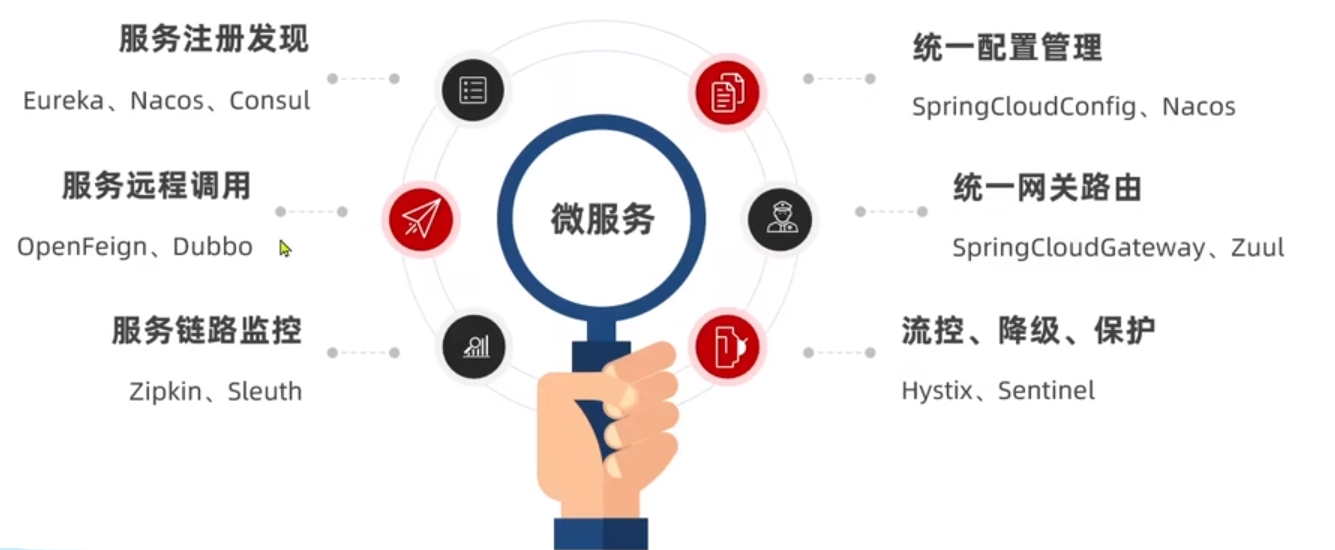 服务注册发现
Eureka、Nacos、Consul
服务远程调用
OpenFeign、Dubbo
服务链路监控
Zipkin、Sleuth
微服务
统一配置管理
SpringCloudConfig、Nacos
统一网关路由
SpringCloudGateway、Zuul
流控、降级、保护
Hystix、Sentinel